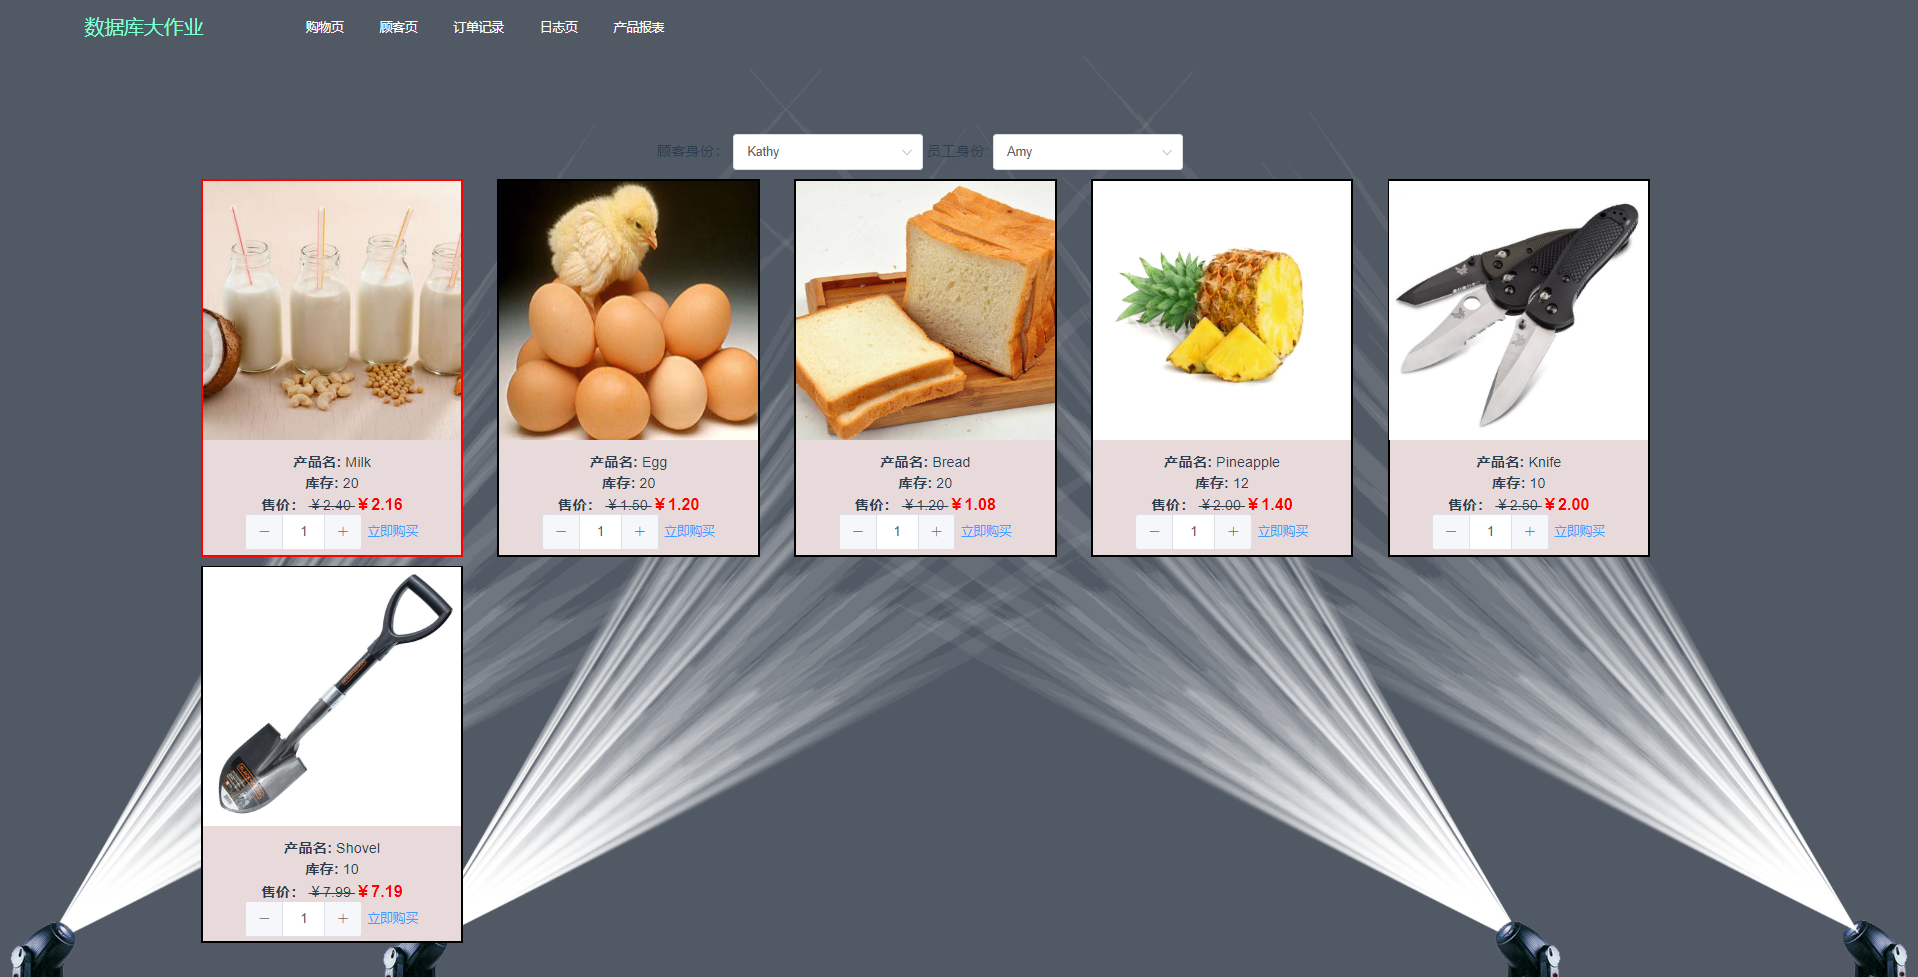 数据库大作业
购物页 顾客页 订单记录 日志页 产品报表
顾客身份： Kathy 员工身份: Amy
产品名: Milk
库存: 20
售价： ￥2.40 ￥2.16
1 立即购买
产品名: Egg
库存: 20
售价： ￥1.50 ￥1.20
1 立即购买
产品名: Bread
库存: 20
售价： ￥1.20 ￥1.08
1 立即购买
产品名: Pineapple
库存: 12
售价： ￥2.00 ￥1.40
1 立即购买
产品名: Knife
库存: 10
售价： ￥2.50 ￥2.00
1 立即购买
产品名: Shovel
库存: 10
售价： ￥7.99 ￥7.19
1 立即购买